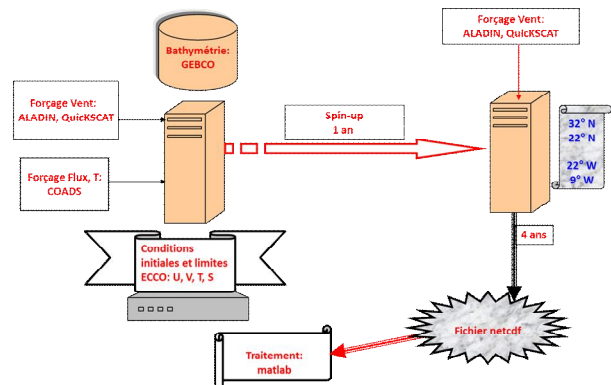 Bathymétrie:
GEBCO
Forçage Vent:
ALADIN, QuicKSCAT
Forçage Vent:
ALADIN, QuicKSCAT
Spin-up
1 an
32° N
22° N
22° W
9° W
Forçage Flux, T:
COADS
Conditions
initiales et limites
ECCO: U, V, T, S
4 ans
Fichier netcdf
Traitement:
matlab